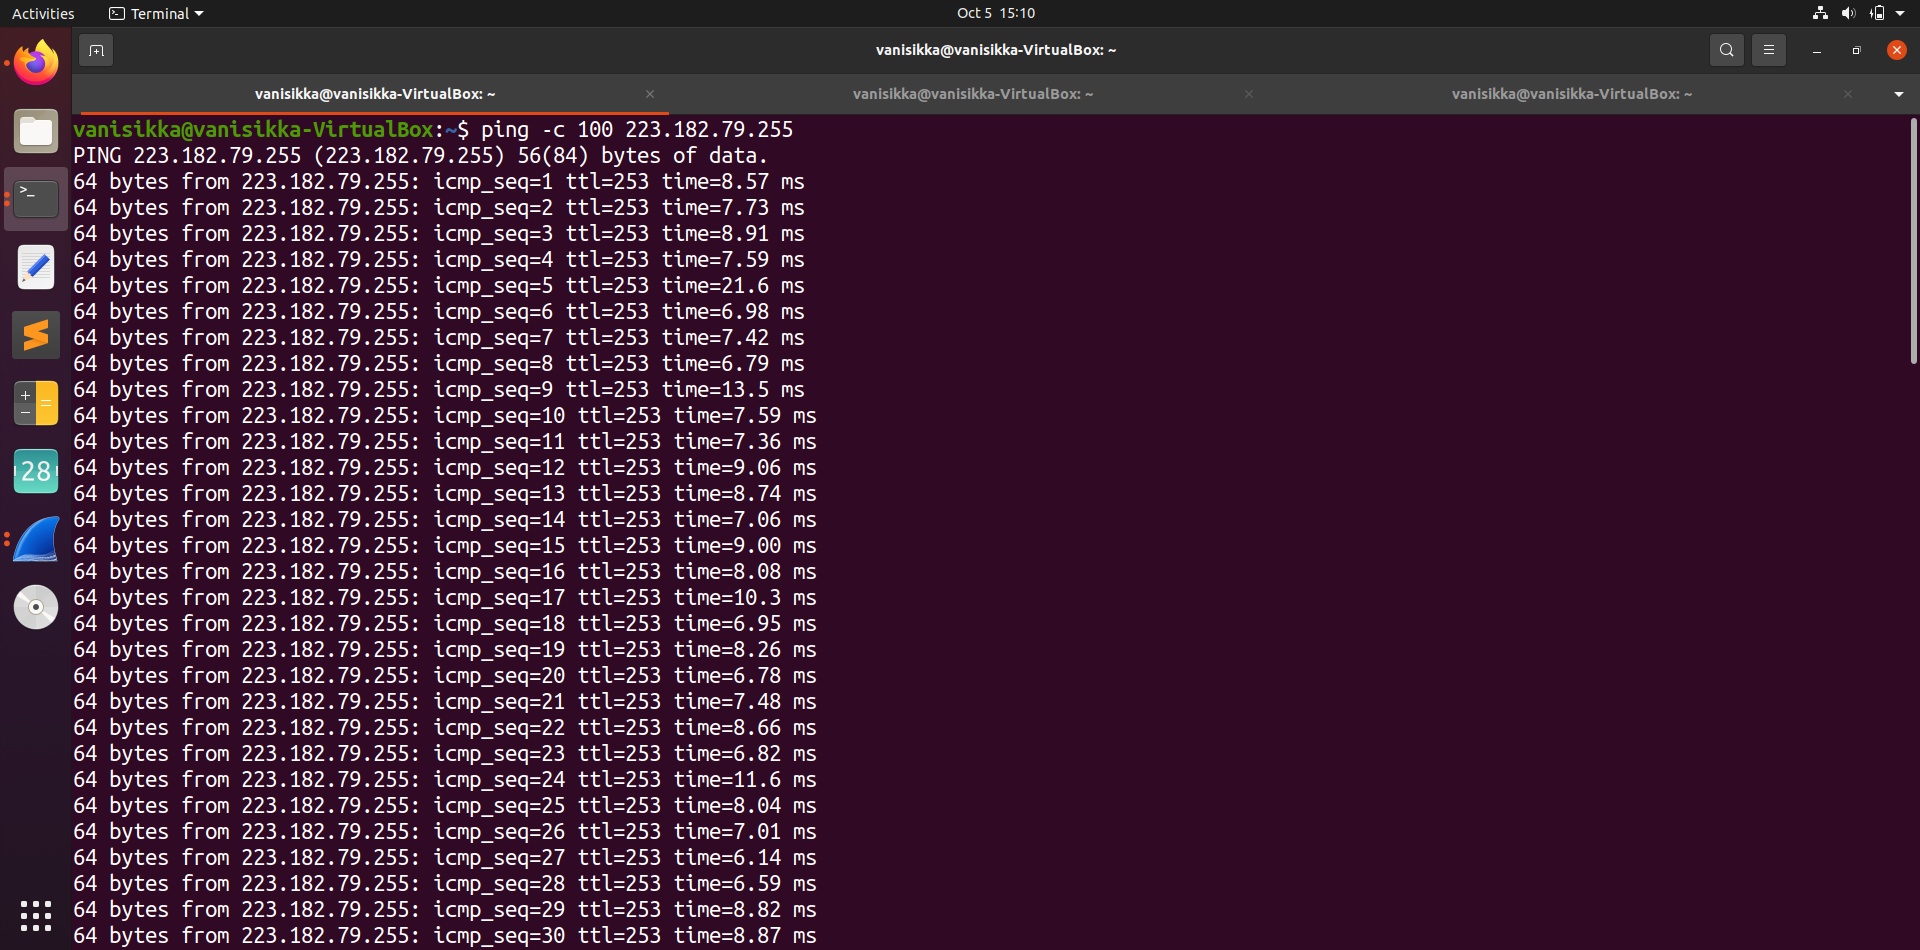 Activities
Terminal
Oct 5 15:10
vanisikka@vanisikka-VirtualBox: ~
vanisikka@vanisikka-VirtualBox: ~
vanisikka@vanisikka-VirtualBox: ~
vanisikka@vanisikka-VirtualBox: ~
vanisikka@vanisikka-VirtualBox:~$ ping -c 100 223.182.79.255
PING 223.182.79.255 (223.182.79.255) 56(84) bytes of data.
64 bytes from 223.182.79.255: icmp_seq=1 ttl=253 time=8.57 ms
64 bytes from 223.182.79.255: icmp_seq=2 ttl=253 time=7.73 ms
64 bytes from 223.182.79.255: icmp_seq=3 ttl=253 time=8.91 ms
64 bytes from 223.182.79.255: icmp_seq=4 ttl=253 time=7.59 ms
64 bytes from 223.182.79.255: icmp_seq=5 ttl=253 time=21.6 ms
64 bytes from 223.182.79.255: icmp_seq=6 ttl=253 time=6.98 ms
64 bytes from 223.182.79.255: icmp_seq=7 ttl=253 time=7.42 ms
64 bytes from 223.182.79.255: icmp_seq=8 ttl=253 time=6.79 ms
64 bytes from 223.182.79.255: icmp_seq=9 ttl=253 time=13.5 ms
64 bytes from 223.182.79.255: icmp_seq=10 ttl=253 time=7.59 ms
64 bytes from 223.182.79.255: icmp_seq=11 ttl=253 time=7.36 ms
64 bytes from 223.182.79.255: icmp_seq=12 ttl=253 time=9.06 ms
64 bytes from 223.182.79.255: icmp_seq=13 ttl=253 time=8.74 ms
64 bytes from 223.182.79.255: icmp_seq=14 ttl=253 time=7.06 ms
64 bytes from 223.182.79.255: icmp_seq=15 ttl=253 time=9.00 ms
64 bytes from 223.182.79.255: icmp_seq=16 ttl=253 time=8.08 ms
64 bytes from 223.182.79.255: icmp_seq=17 ttl=253 time=10.3 ms
64 bytes from 223.182.79.255: icmp_seq=18 ttl=253 time=6.95 ms
64 bytes from 223.182.79.255: icmp_seq=19 ttl=253 time=8.26 ms
64 bytes from 223.182.79.255: icmp_seq=20 ttl=253 time=6.78 ms
64 bytes from 223.182.79.255: icmp_seq=21 ttl=253 time=7.48 ms
64 bytes from 223.182.79.255: icmp_seq=22 ttl=253 time=8.66 ms
64 bytes from 223.182.79.255: icmp_seq=23 ttl=253 time=6.82 ms
64 bytes from 223.182.79.255: icmp_seq=24 ttl=253 time=11.6 ms
64 bytes from 223.182.79.255: icmp_seq=25 ttl=253 time=8.04 ms
64 bytes from 223.182.79.255: icmp_seq=26 ttl=253 time=7.01 ms
64 bytes from 223.182.79.255: icmp_seq=27 ttl=253 time=6.14 ms
64 bytes from 223.182.79.255: icmp_seq=28 ttl=253 time=6.59 ms
64 bytes from 223.182.79.255: icmp_seq=29 ttl=253 time=8.82 ms
64 bytes from 223.182.79.255: icmp_seq=30 ttl=253 time=8.87 ms
28